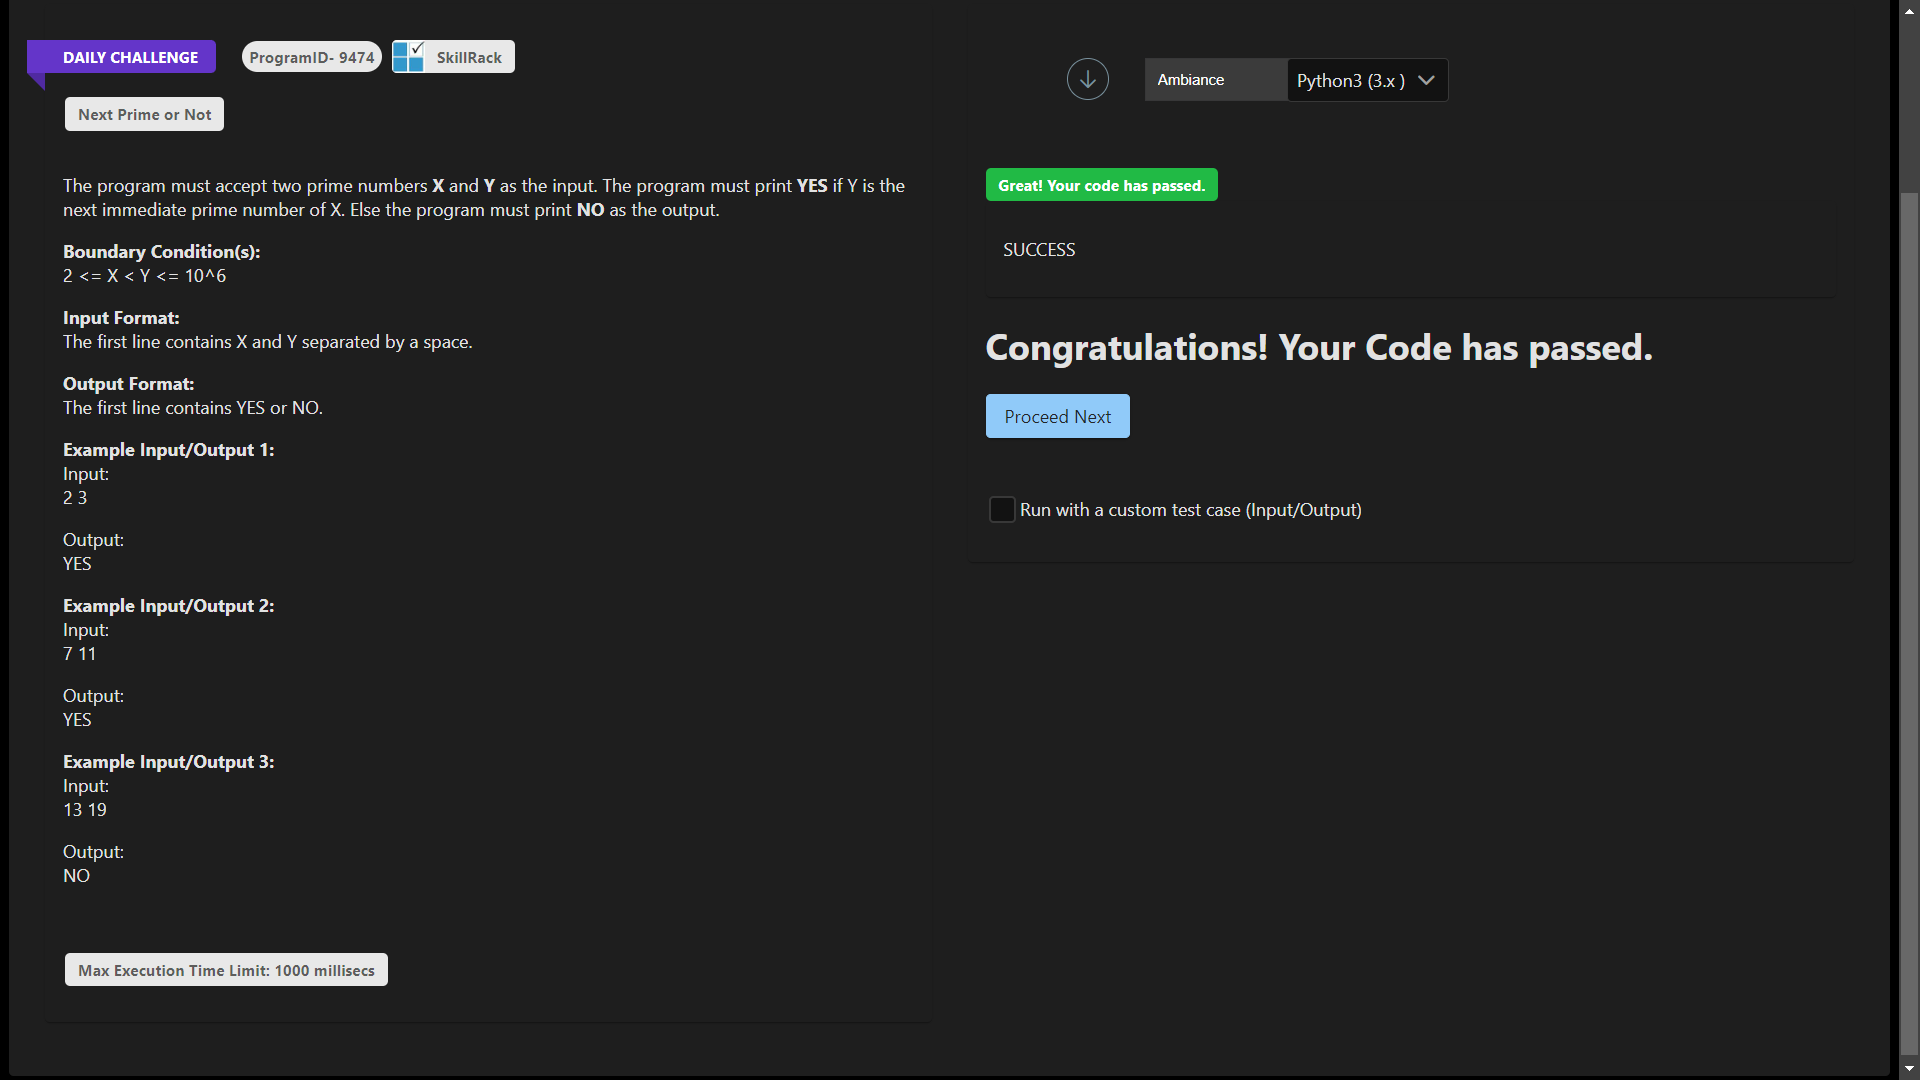 DAILY CHALLENGE
ProgramID- 9474
SkillRack
Next Prime or Not
The program must accept two prime numbers X and Y as the input. The program must print YES if Y is the
next immediate prime number of X. Else the program must print NO as the output.
Boundary Condition(s):
2 <= X < Y <= 10^6
Input Format:
The first line contains X and Y separated by a space.
Output Format:
The first line contains YES or NO.
Example Input/Output 1:
Input:
2 3
Output:
YES
Example Input/Output 2:
Input:
7 11
Output:
YES
Example Input/Output 3:
Input:
13 19
Output:
NO
Max Execution Time Limit: 1000 millisecs
Ambiance
Python3 (3.x )
Great! Your code has passed.
SUCCESS
Congratulations! Your Code has passed.
Proceed Next
Run with a custom test case (Input/Output)